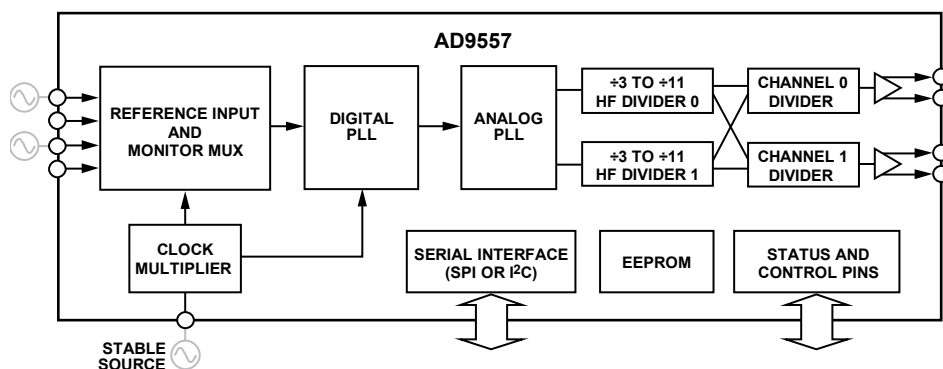 AD9557
REFERENCE INPUT
AND
MONITOR MUX
DIGITAL
PLL
ANALOG
PLL
÷3 TO ÷11
HF DIVIDER 0
CHANNEL 0
DIVIDER
÷3 TO ÷11
HF DIVIDER 1
CHANNEL 1
DIVIDER
CLOCK
MULTIPLIER
SERIAL INTERFACE
(SPI OR I²C)
EEPROM
STATUS AND
CONTROL PINS
STABLE
SOURCE